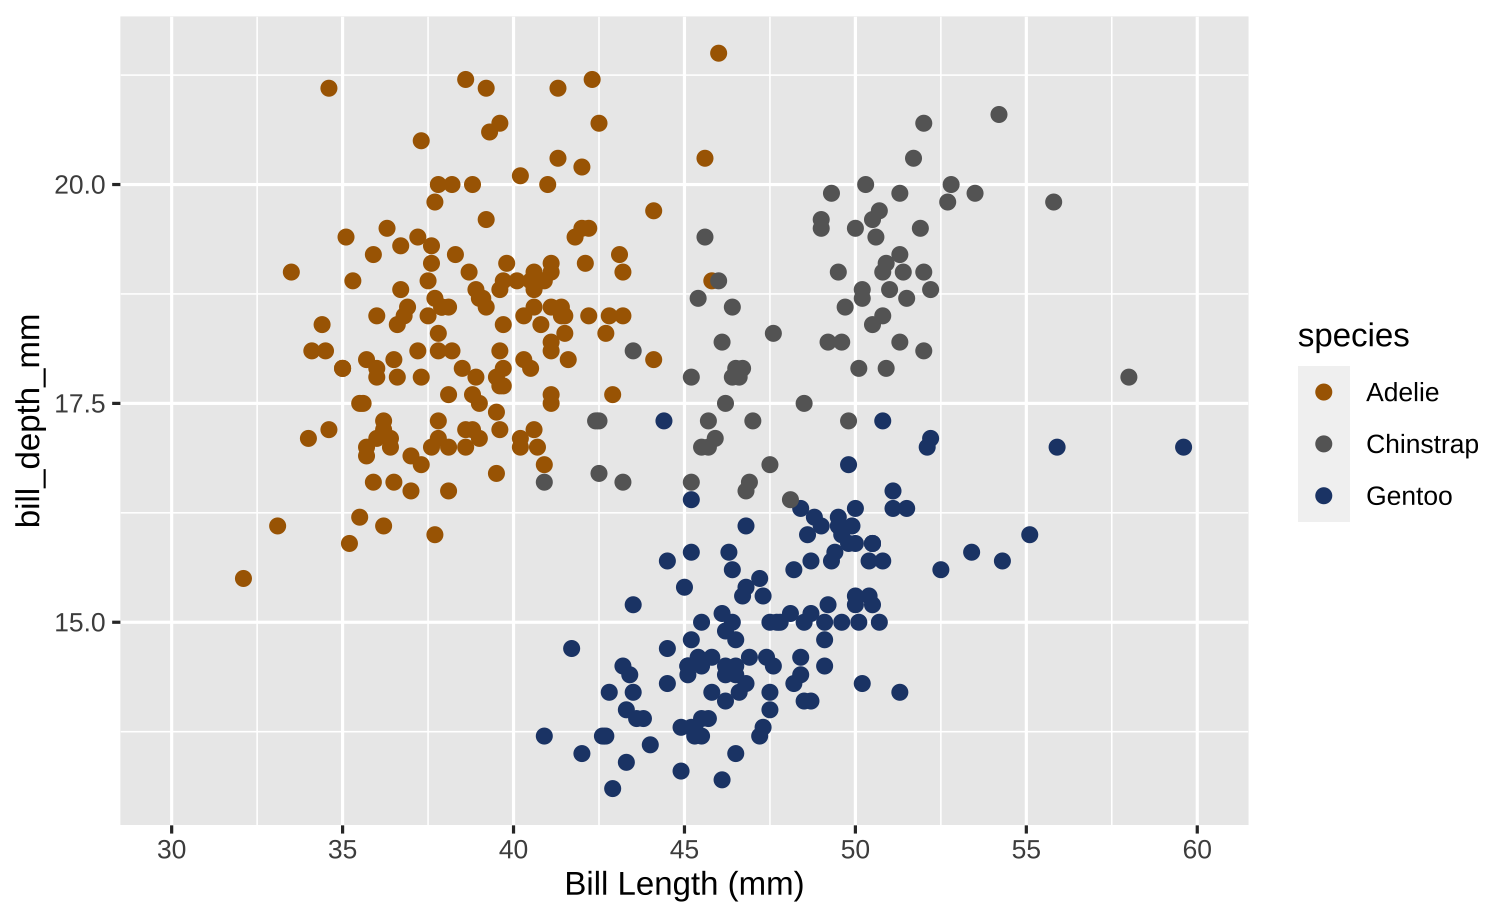 bill_depth_mm
20.0
17.5
15.0
30 35 40 45 50 55 60
Bill Length (mm)
species
Adelie
Chinstrap
Gentoo